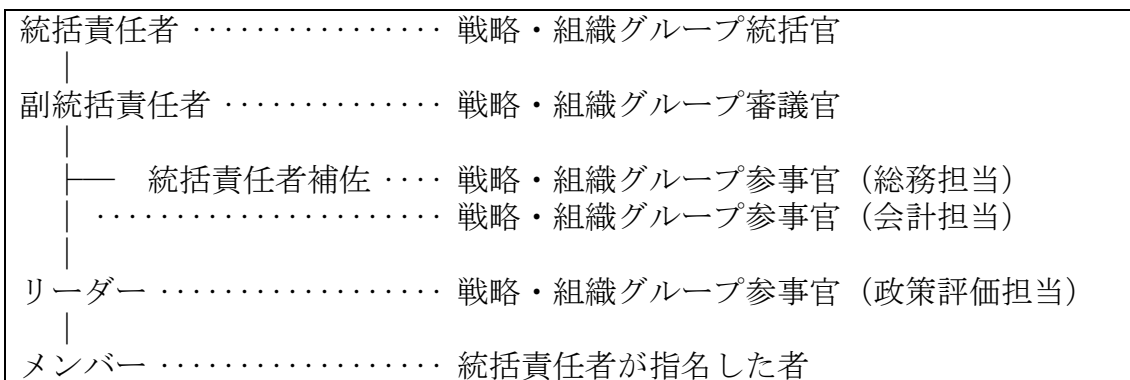 統括責任者 ‥‥‥‥‥‥‥‥ 戦略・組織グループ統括官
副統括責任者 ‥‥‥‥‥‥‥ 戦略・組織グループ審議官
統括責任者補佐 ‥‥ 戦略・組織グループ参事官(総務担当)
‥‥‥‥‥‥‥‥‥‥‥ 戦略・組織グループ参事官(会計担当)
リーダー ‥‥‥‥‥‥‥‥‥ 戦略・組織グループ参事官(政策評価担当)
メンバー ‥‥‥‥‥‥‥‥‥ 統括責任者が指名した者